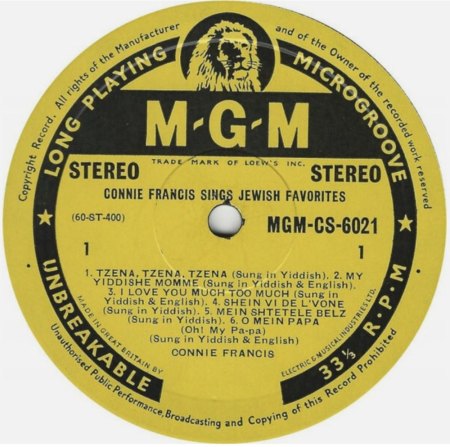 Copyright Record. All rights of the Manufacturer and of the Owner of the recorded work reserved
LONG PLAYING
MICROGROOVE
M-G-M
TRADE MARK OF LOEW'S INC.
STEREO
STEREO
CONNIE FRANCIS SINGS JEWISH FAVORITES
(60-ST-400)
MGM-CS-6021
1
1
1. TZENA, TZENA, TZENA (Sung in Yiddish) 2. MY
YIDDISHE MOMME (Sung in Yiddish & English).
3. I LOVE YOU MUCH TOO MUCH (Sung in
Yiddish & English) 4. SHEIN VI DE L'VONE
(Sung in Yiddish) 5. MEIN SHTETELE BELZ
(Sung in Yiddish) 6. O MEIN PAPA
(Oh! My Pa-pa)
(Sung in Yiddish & English)
CONNIE FRANCIS
MADE IN GREAT BRITAIN BY
ELECTRIC & MUSICAL INDUSTRIES LTD.
UNBREAKABLE
33⅓ R.P.M
Unauthorised Public Performance, Broadcasting and Copying of this Record Prohibited